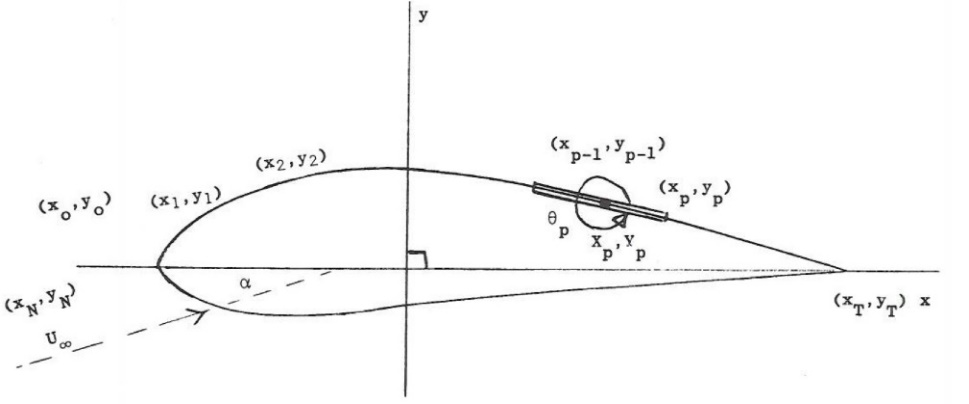 y
(x_{p-1}, y_{p-1})
(x_2, y_2)
(x_1, y_1)
(x_p, y_p)
(x_o, y_o)
θ_p
X_p, Y_p
α
(x_N, y_N)
(x_T, y_T) x
U_∞